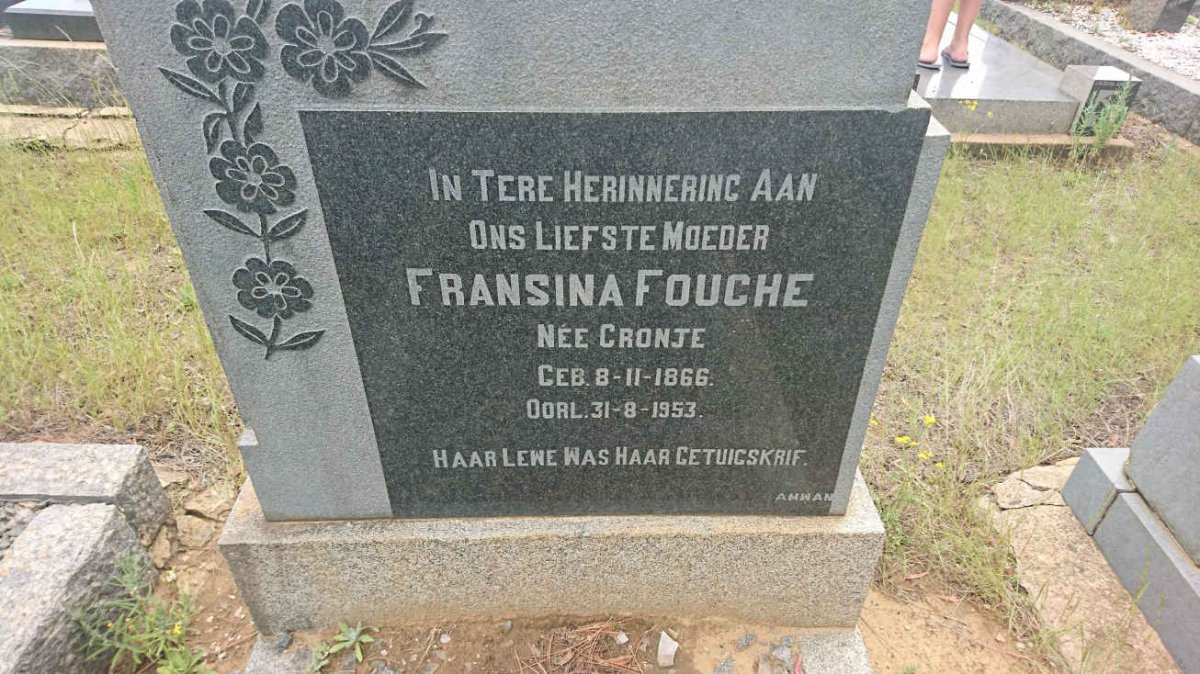 IN TERE HERINNERING AAN
ONS LIEFSTE MOEDER
FRANSINA FOUCHE
NÉE CRONJE
GEB. 8-11-1866.
OORL. 31-8-1953.
HAAR LEWE WAS HAAR GETUIGSKRIF.
AMWAN